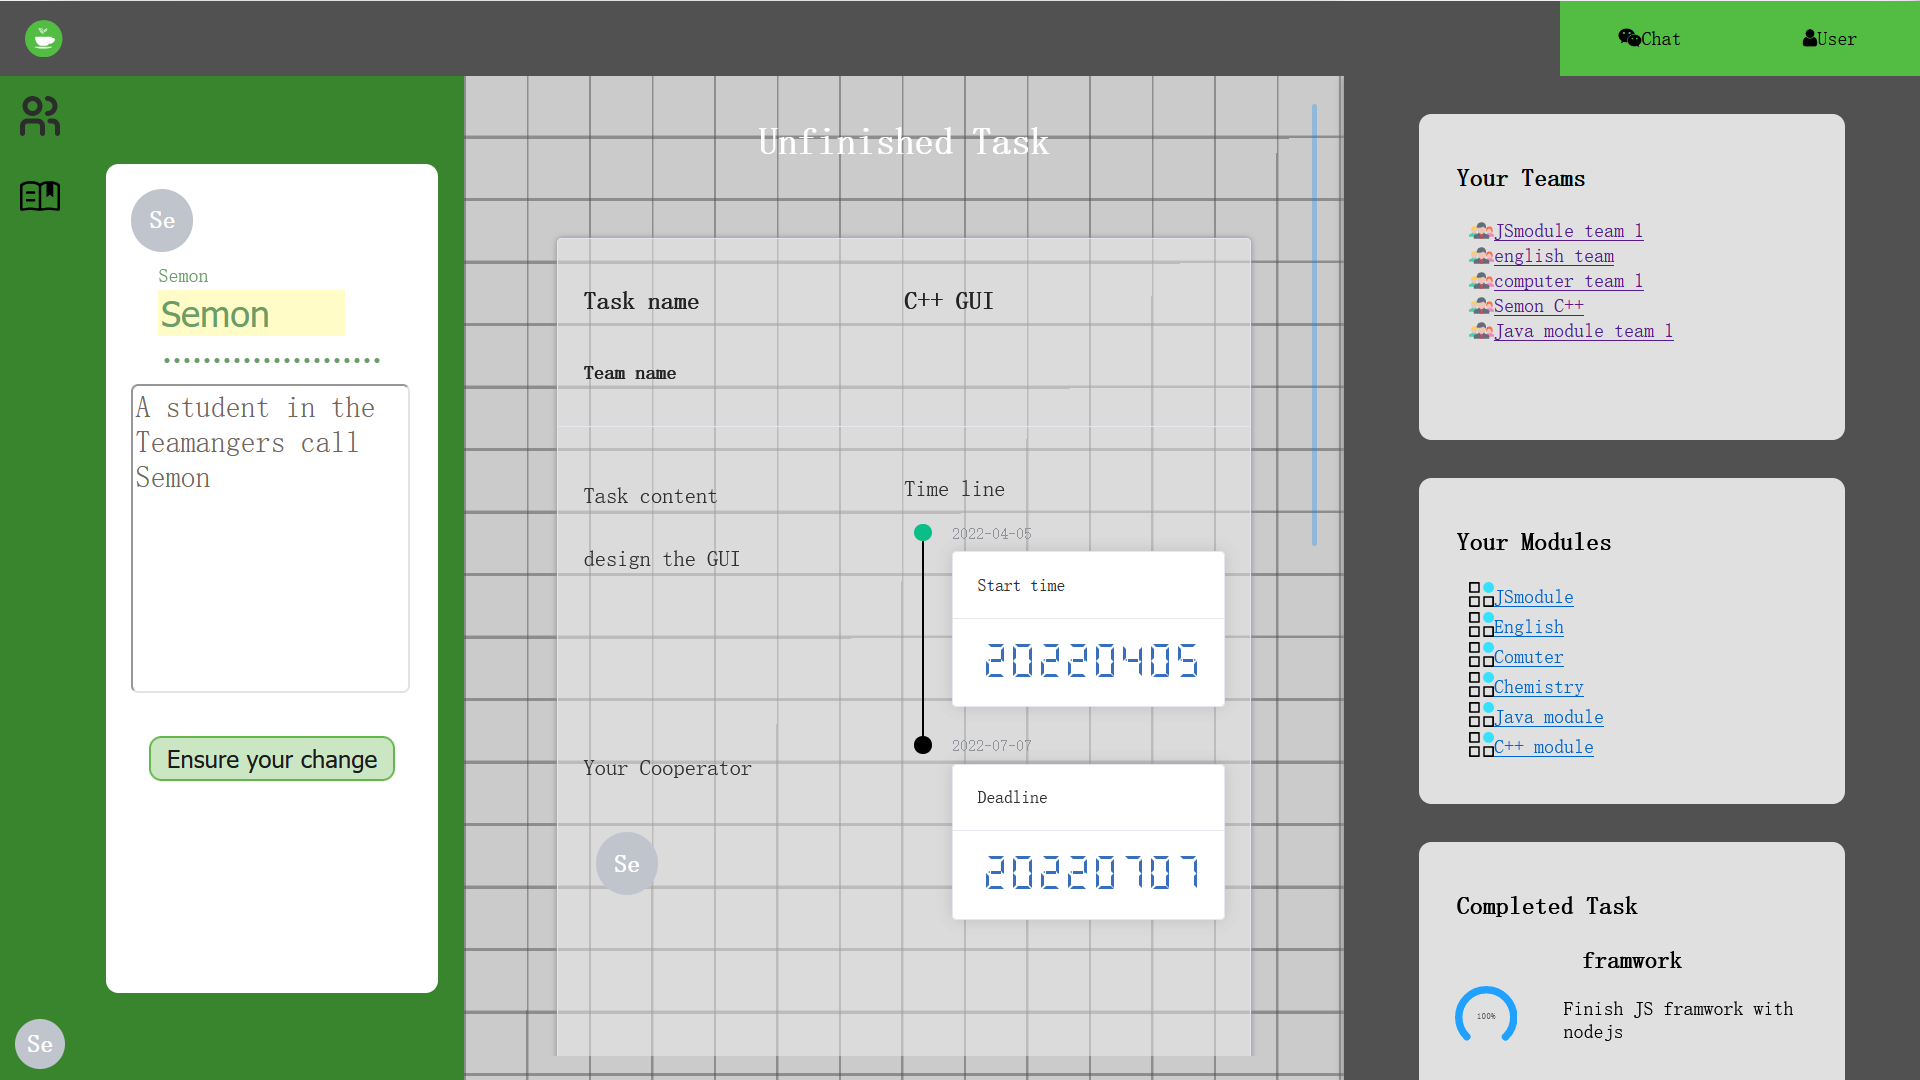 Chat
User
Se
Semon
Semon
A student in the
Teamangers call
Semon
Ensure your change
Se
Unfinished Task
Task name
C++ GUI
Team name
Task content
design the GUI
Time line
2022-04-05
Start time
20220405
2022-07-07
Deadline
20220707
Your Cooperator
Se
Your Teams
JSmodule team 1
english team
computer team 1
Semon C++
Java module team 1
Your Modules
JSmodule
English
Comuter
Chemistry
Java module
C++ module
Completed Task
framwork
100%
Finish JS framwork with
nodejs